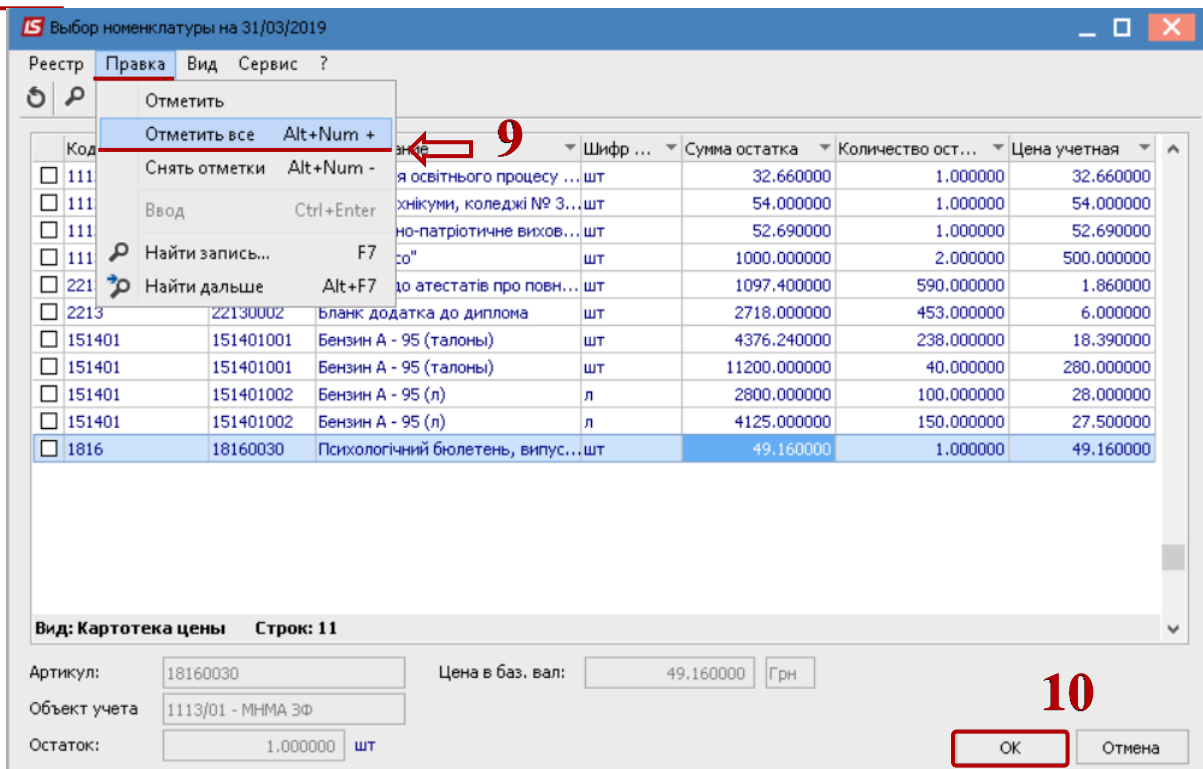 IS Выбор номенклатуры на 31/03/2019
Реестр Правка Вид Сервис ?
Отметить
Отметить все Alt+Num +
Снять отметки Alt+Num -
Ввод Ctrl+Enter
Найти запись... F7
Найти дальше Alt+F7
9
Код ание Шифр ... Сумма остатка Количество ост... Цена учетная
111 я освітнього процесу ... шт 32.660000 1.000000 32.660000
111 хнікуми, коледжі № 3... шт 54.000000 1.000000 54.000000
111 но-патріотичне вихов... шт 52.690000 1.000000 52.690000
111 со" шт 1000.000000 2.000000 500.000000
221 до атестатів про повн... шт 1097.400000 590.000000 1.860000
2213 22130002 Бланк додатка до диплома шт 2718.000000 453.000000 6.000000
151401 151401001 Бензин А - 95 (талоны) шт 4376.240000 238.000000 18.390000
151401 151401001 Бензин А - 95 (талоны) шт 11200.000000 40.000000 280.000000
151401 151401002 Бензин А - 95 (л) л 2800.000000 100.000000 28.000000
151401 151401002 Бензин А - 95 (л) л 4125.000000 150.000000 27.500000
1816 18160030 Психологічний бюлетень, випус... шт 49.160000 1.000000 49.160000
Вид: Картотека цены Строк: 11
Артикул: 18160030 Цена в баз. вал: 49.160000 Грн
Объект учета 1113/01 - МНМА ЗФ
Остаток: 1.000000 шт
10
ОК Отмена